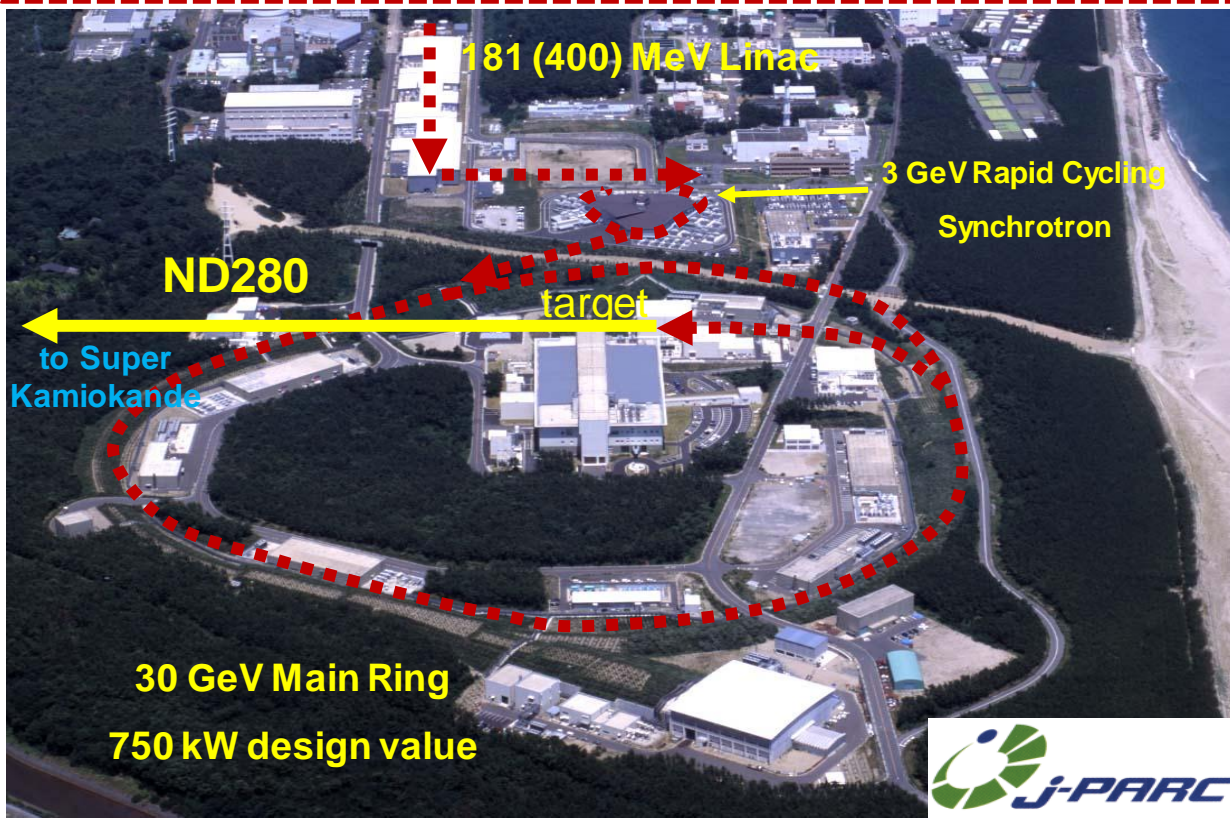 181 (400) MeV Linac
3 GeV Rapid Cycling
Synchrotron
ND280
target
to Super
Kamiokande
30 GeV Main Ring
750 kW design value
J-PARC